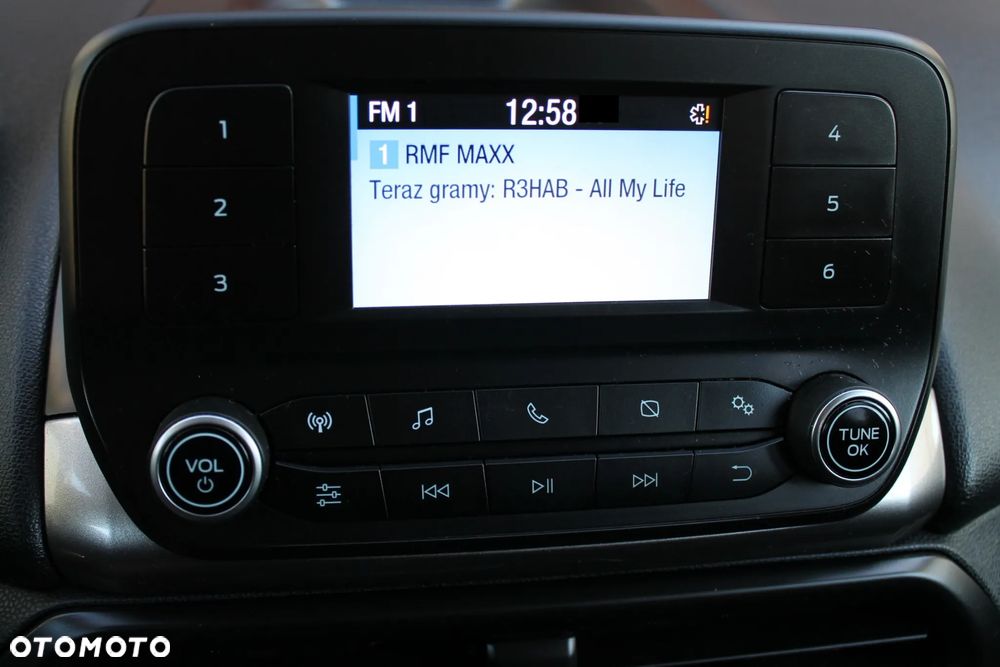 FM 1 12:58
1 RMF MAXX
Teraz gramy: R3HAB - All My Life
1
2
3
4
5
6
VOL
TUNE
OK
OTOMOTO